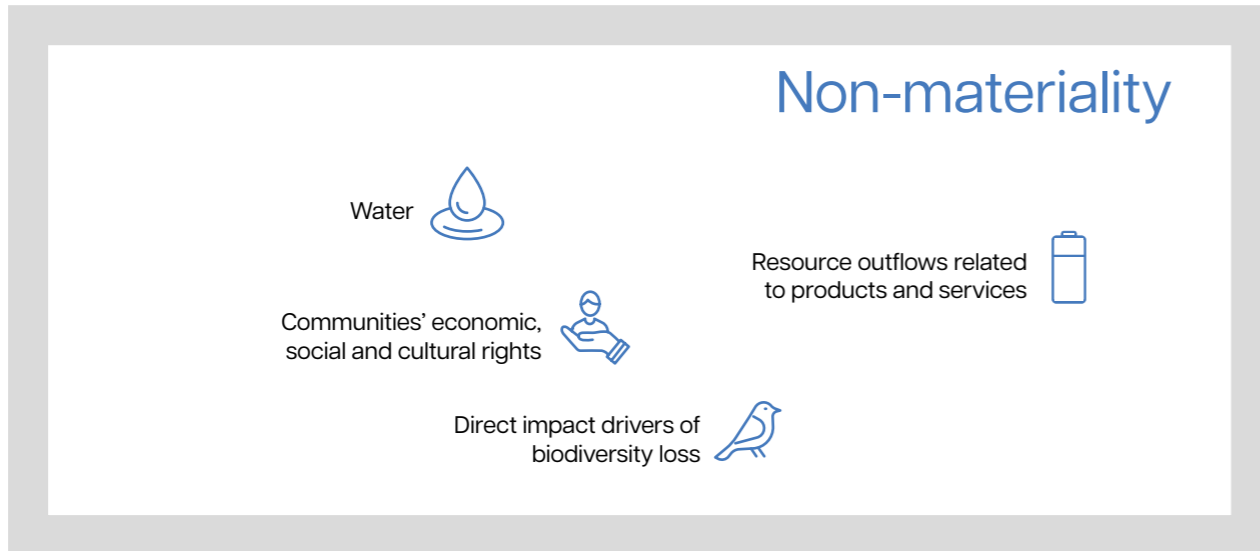 Non-materiality
Water
Resource outflows related
to products and services
Communities’ economic,
social and cultural rights
Direct impact drivers of
biodiversity loss